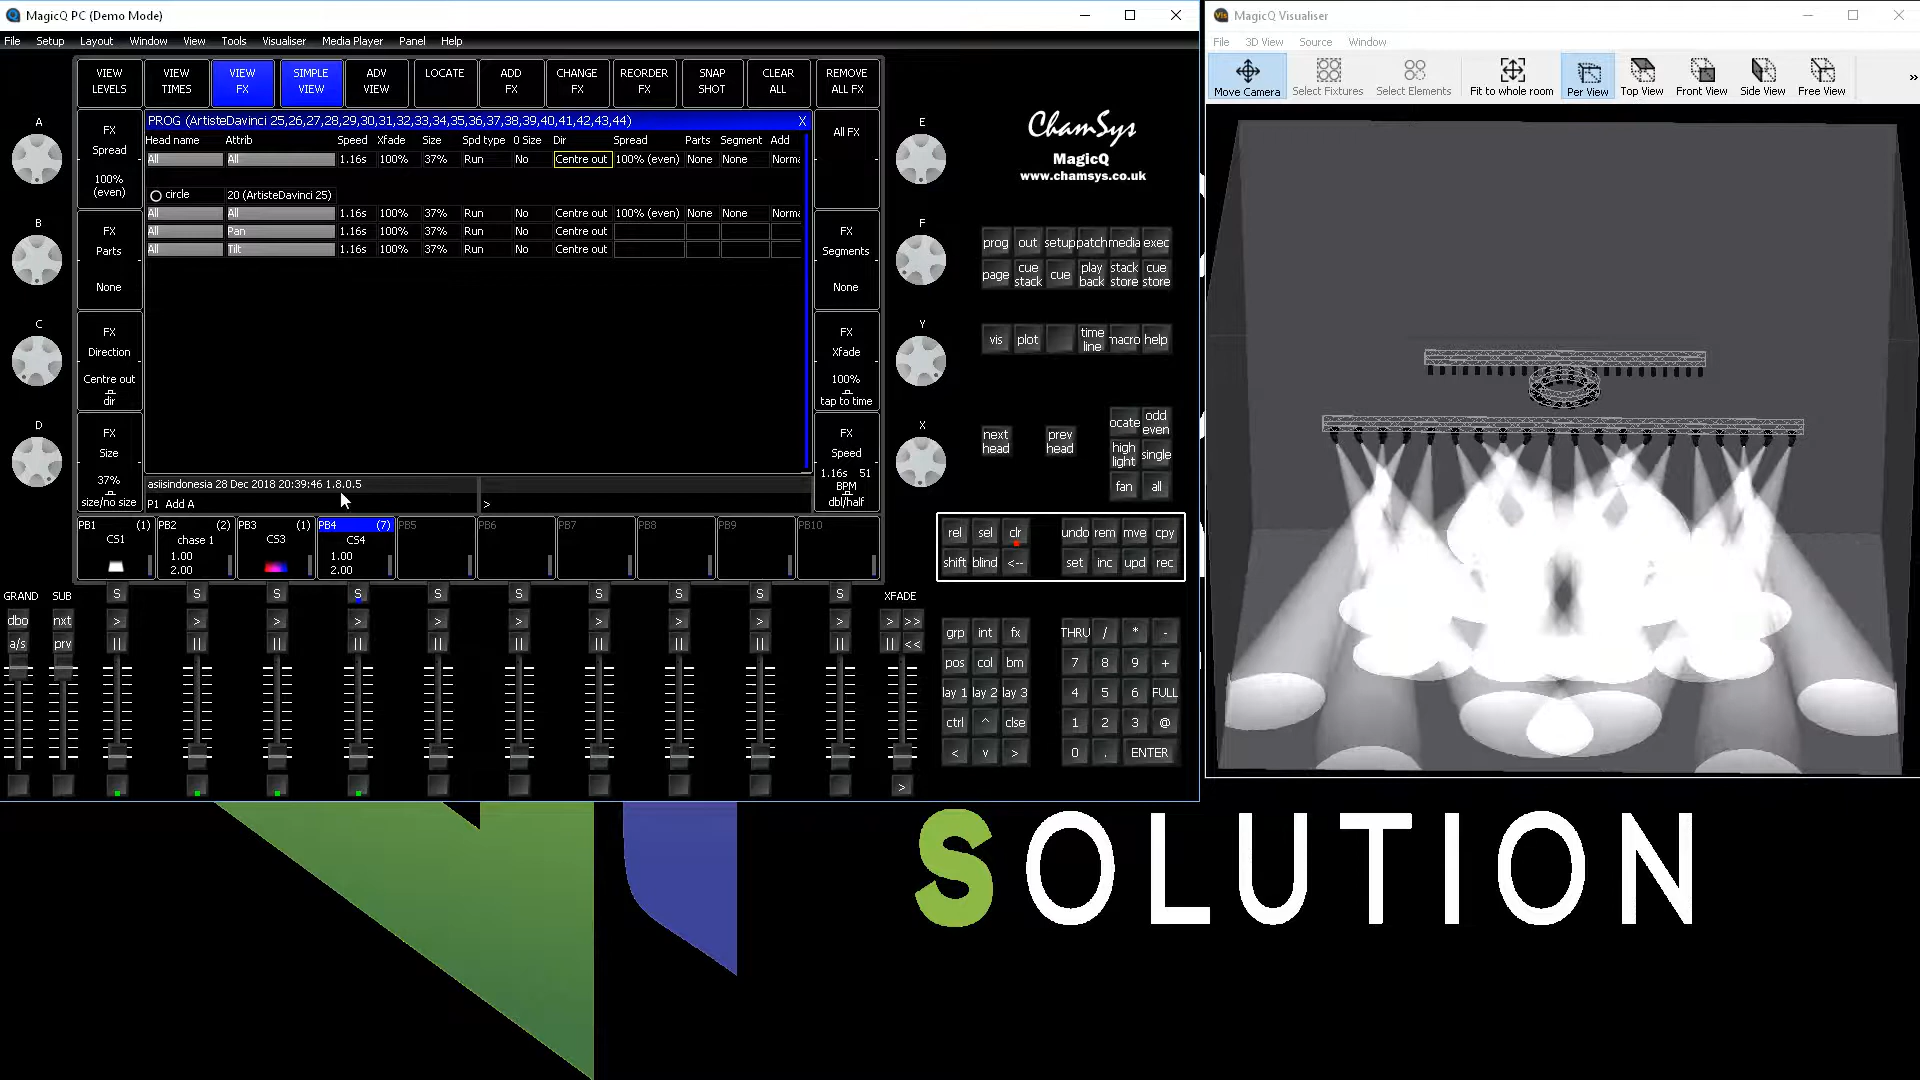 MagicQ PC (Demo Mode)
File Setup Layout Window View Tools Visualiser Media Player Panel Help
VIEW LEVELS
VIEW TIMES
VIEW FX
SIMPLE VIEW
ADV VIEW
LOCATE
ADD FX
CHANGE FX
REORDER FX
SNAP SHOT
CLEAR ALL
REMOVE ALL FX
PROG (ArtisteDavinci 25,26,27,28,29,30,31,32,33,34,35,36,37,38,39,40,41,42,43,44) X
Head name Attrib Speed Xfade Size Spd type 0 Size Dir Spread Parts Segment Add
All All 1.16s 100% 37% Run No Centre out 100% (even) None None Norma
circle 20 (ArtisteDavinci 25)
All All 1.16s 100% 37% Run No Centre out 100% (even) None None Norma
All Pan 1.16s 100% 37% Run No Centre out
All Tilt 1.16s 100% 37% Run No Centre out
A
FX
Spread
100%
(even)
B
FX
Parts
None
C
FX
Direction
Centre out
dir
D
FX
Size
37%
size/no size
All FX
E
F
FX
Segments
None
Y
FX
Xfade
100%
tap to time
X
FX
Speed
1.16s 51
BPM
dbl/half
asiisindonesia 28 Dec 2018 20:39:46 1.8.0.5
P1 Add A >
PB1 (1) PB2 (2) PB3 (1) PB4 (7) PB5 PB6 PB7 PB8 PB9 PB10
CS1 chase 1 CS3 CS4
1.00 1.00
2.00 2.00
GRAND SUB S S S S S S S S S S XFADE
dbo nxt > > > > > > > > > > > >>
a/s prv || || || || || || || || || || || <<
>
ChamSys
MagicQ
www.chamsys.co.uk
prog out setup patch media exec
page cue stack cue play back stack store cue store
vis plot time line macro help
next head prev head
ocate odd even
high light single
fan all
rel sel clr undo rem mve cpy
shift blind <-- set inc upd rec
grp int fx THRU / * -
pos col bm 7 8 9 +
lay 1 lay 2 lay 3 4 5 6 FULL
ctrl ^ clse 1 2 3 @
< v > 0 . ENTER
MagicQ Visualiser
File 3D View Source Window
Move Camera Select Fixtures Select Elements Fit to whole room Per View Top View Front View Side View Free View »
SOLUTION